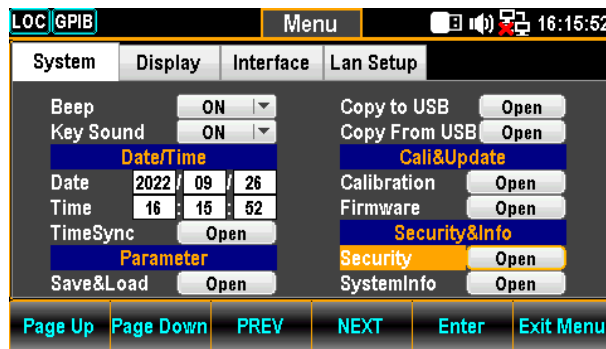 LOC GPIB Menu 16:15:52
System Display Interface Lan Setup
Beep ON Copy to USB Open
Key Sound ON Copy From USB Open
Date/Time Cali&Update
Date 2022 / 09 / 26 Calibration Open
Time 16 : 15 : 52 Firmware Open
TimeSync Open Security&Info
Parameter Security Open
Save&Load Open SystemInfo Open
Page Up Page Down PREV NEXT Enter Exit Menu